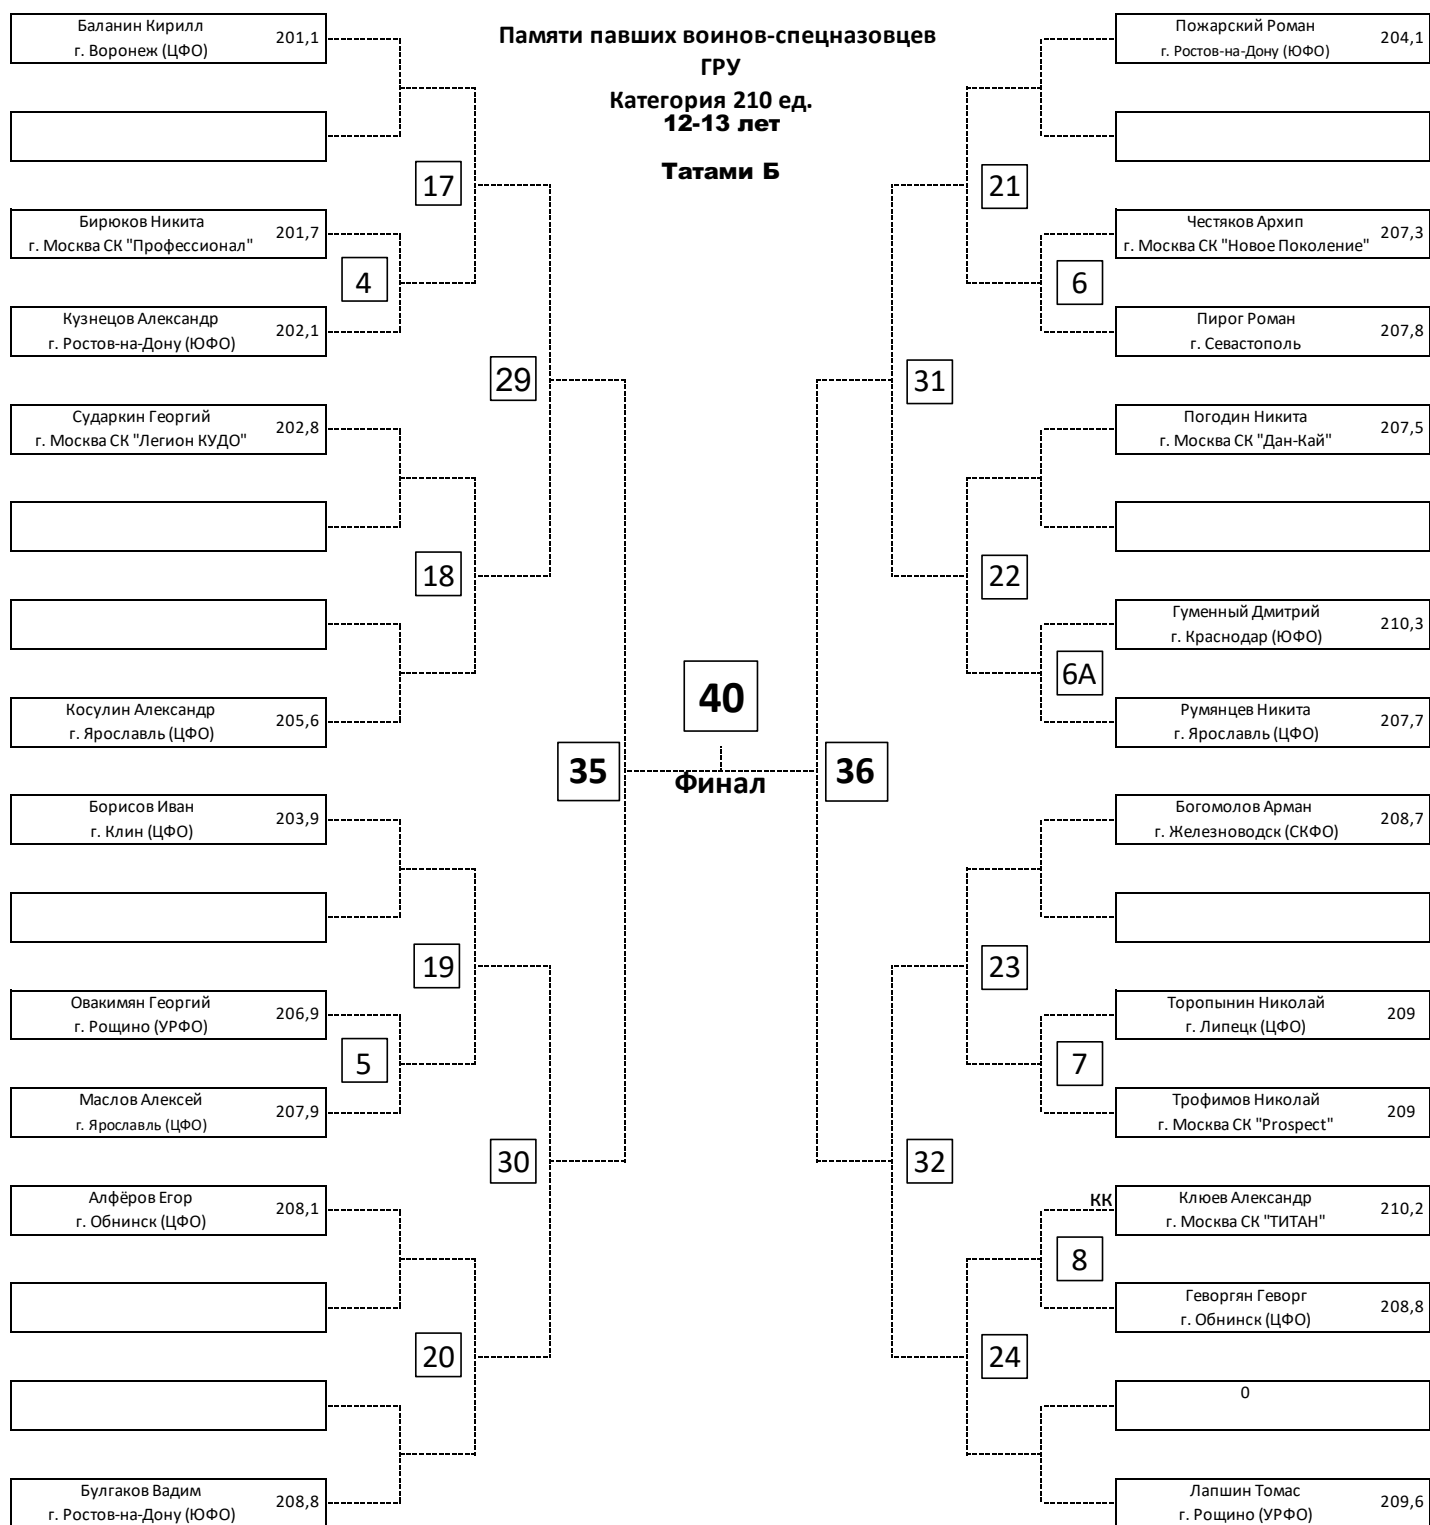 Памяти павших воинов-спецназовцев
ГРУ
Категория 210 ед.
12-13 лет
Татами Б
Баланин Кирилл
г. Воронеж (ЦФО)
201,1
17
Бирюков Никита
г. Москва СК "Профессионал"
201,7
4
Кузнецов Александр
г. Ростов-на-Дону (ЮФО)
202,1
29
Сударкин Георгий
г. Москва СК "Легион КУДО"
202,8
18
Косулин Александр
г. Ярославль (ЦФО)
205,6
35
Борисов Иван
г. Клин (ЦФО)
203,9
19
Овакимян Георгий
г. Рощино (УРФО)
206,9
5
Маслов Алексей
г. Ярославль (ЦФО)
207,9
30
Алфёров Егор
г. Обнинск (ЦФО)
208,1
20
Булгаков Вадим
г. Ростов-на-Дону (ЮФО)
208,8
40
Финал
Пожарский Роман
г. Ростов-на-Дону (ЮФО)
204,1
21
Честяков Архип
г. Москва СК "Новое Поколение"
207,3
6
Пирог Роман
г. Севастополь
207,8
31
Погодин Никита
г. Москва СК "Дан-Кай"
207,5
22
Гуменный Дмитрий
г. Краснодар (ЮФО)
210,3
6А
Румянцев Никита
г. Ярославль (ЦФО)
207,7
36
Богомолов Арман
г. Железноводск (СКФО)
208,7
23
Торопынин Николай
г. Липецк (ЦФО)
209
7
Трофимов Николай
г. Москва СК "Prospect"
209
32
КК
Клюев Александр
г. Москва СК "ТИТАН"
210,2
8
Геворгян Геворг
г. Обнинск (ЦФО)
208,8
24
0
Лапшин Томас
г. Рощино (УРФО)
209,6